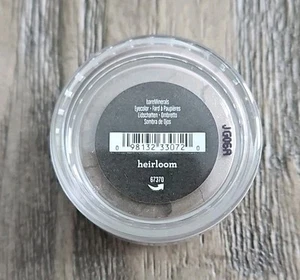 bareMinerals
Eyecolor • Fard à Paupières
Lidschatten • Ombretto
Sombra de Ojos
0 98132 33072 0
heirloom
67370
JG06A